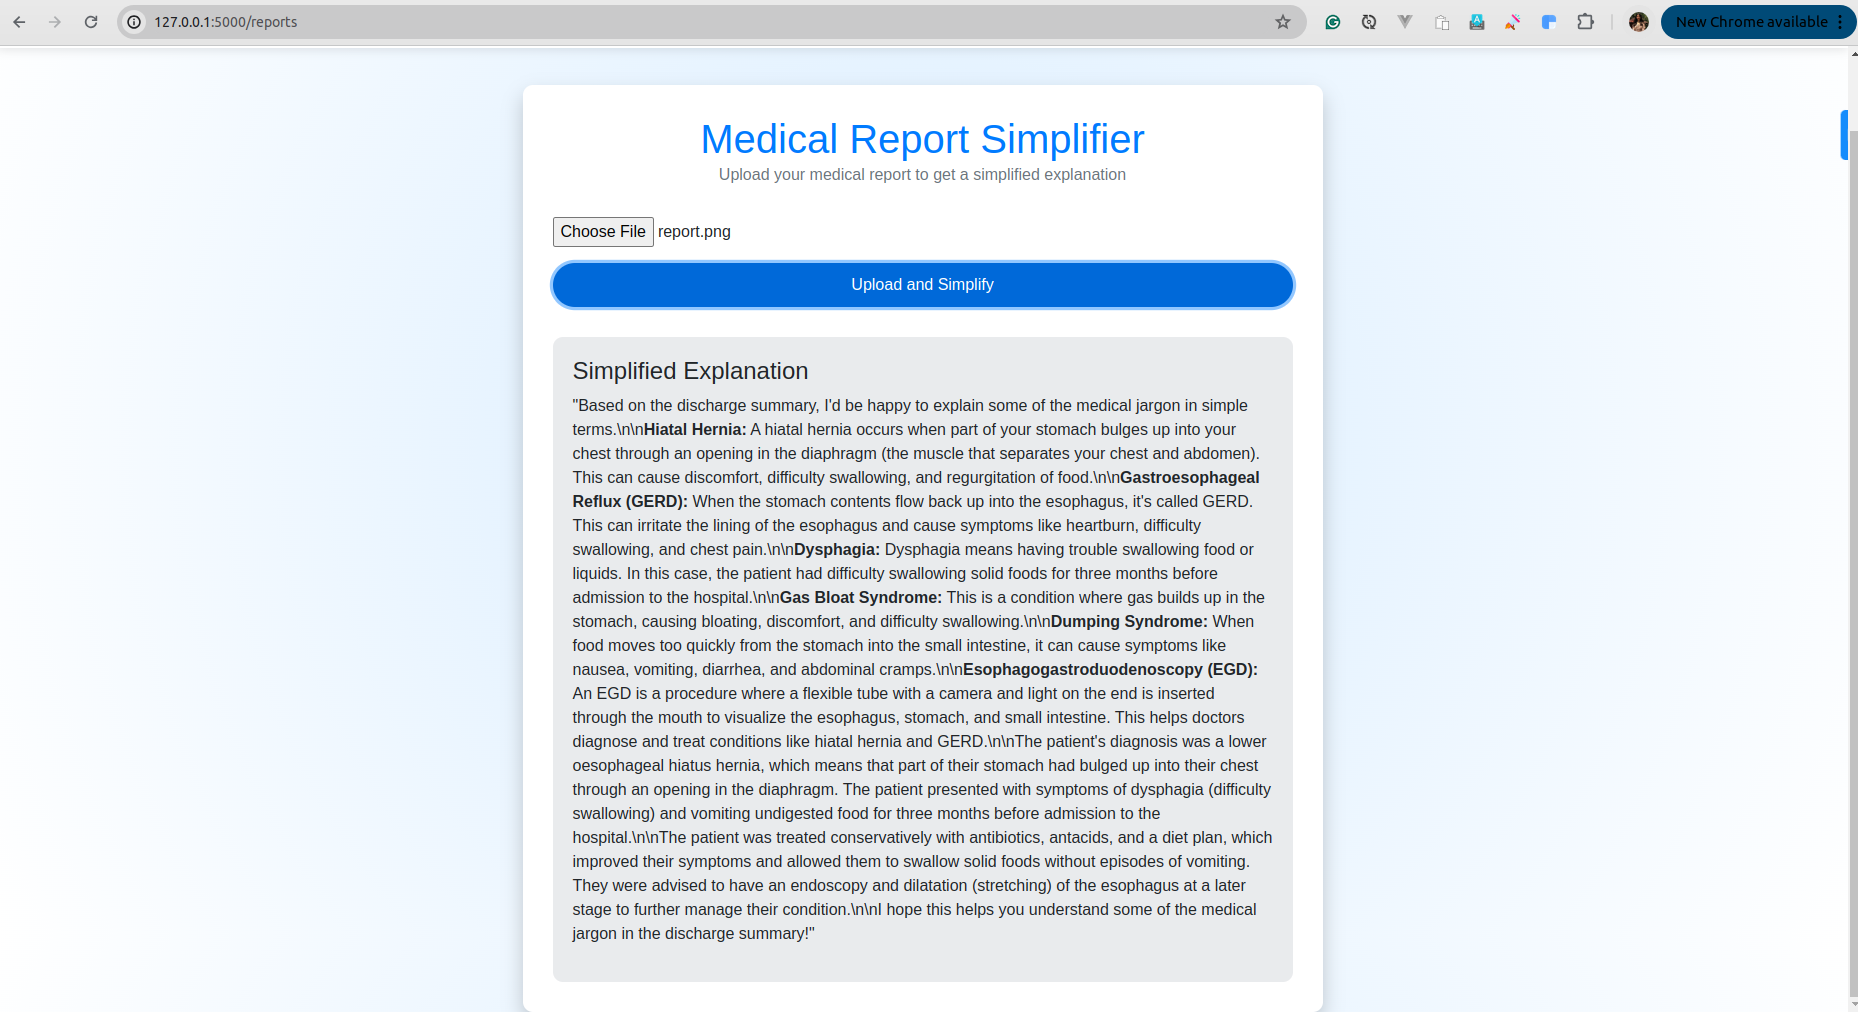 127.0.0.1:5000/reports
New Chrome available
Medical Report Simplifier
Upload your medical report to get a simplified explanation
Choose File report.png
Upload and Simplify
Simplified Explanation
"Based on the discharge summary, I'd be happy to explain some of the medical jargon in simple
terms.\n\nHiatal Hernia: A hiatal hernia occurs when part of your stomach bulges up into your
chest through an opening in the diaphragm (the muscle that separates your chest and abdomen).
This can cause discomfort, difficulty swallowing, and regurgitation of food.\n\nGastroesophageal
Reflux (GERD): When the stomach contents flow back up into the esophagus, it's called GERD.
This can irritate the lining of the esophagus and cause symptoms like heartburn, difficulty
swallowing, and chest pain.\n\nDysphagia: Dysphagia means having trouble swallowing food or
liquids. In this case, the patient had difficulty swallowing solid foods for three months before
admission to the hospital.\n\nGas Bloat Syndrome: This is a condition where gas builds up in the
stomach, causing bloating, discomfort, and difficulty swallowing.\n\nDumping Syndrome: When
food moves too quickly from the stomach into the small intestine, it can cause symptoms like
nausea, vomiting, diarrhea, and abdominal cramps.\n\nEsophagogastroduodenoscopy (EGD):
An EGD is a procedure where a flexible tube with a camera and light on the end is inserted
through the mouth to visualize the esophagus, stomach, and small intestine. This helps doctors
diagnose and treat conditions like hiatal hernia and GERD.\n\nThe patient's diagnosis was a lower
oesophageal hiatus hernia, which means that part of their stomach had bulged up into their chest
through an opening in the diaphragm. The patient presented with symptoms of dysphagia (difficulty
swallowing) and vomiting undigested food for three months before admission to the
hospital.\n\nThe patient was treated conservatively with antibiotics, antacids, and a diet plan, which
improved their symptoms and allowed them to swallow solid foods without episodes of vomiting.
They were advised to have an endoscopy and dilatation (stretching) of the esophagus at a later
stage to further manage their condition.\n\nI hope this helps you understand some of the medical
jargon in the discharge summary!"